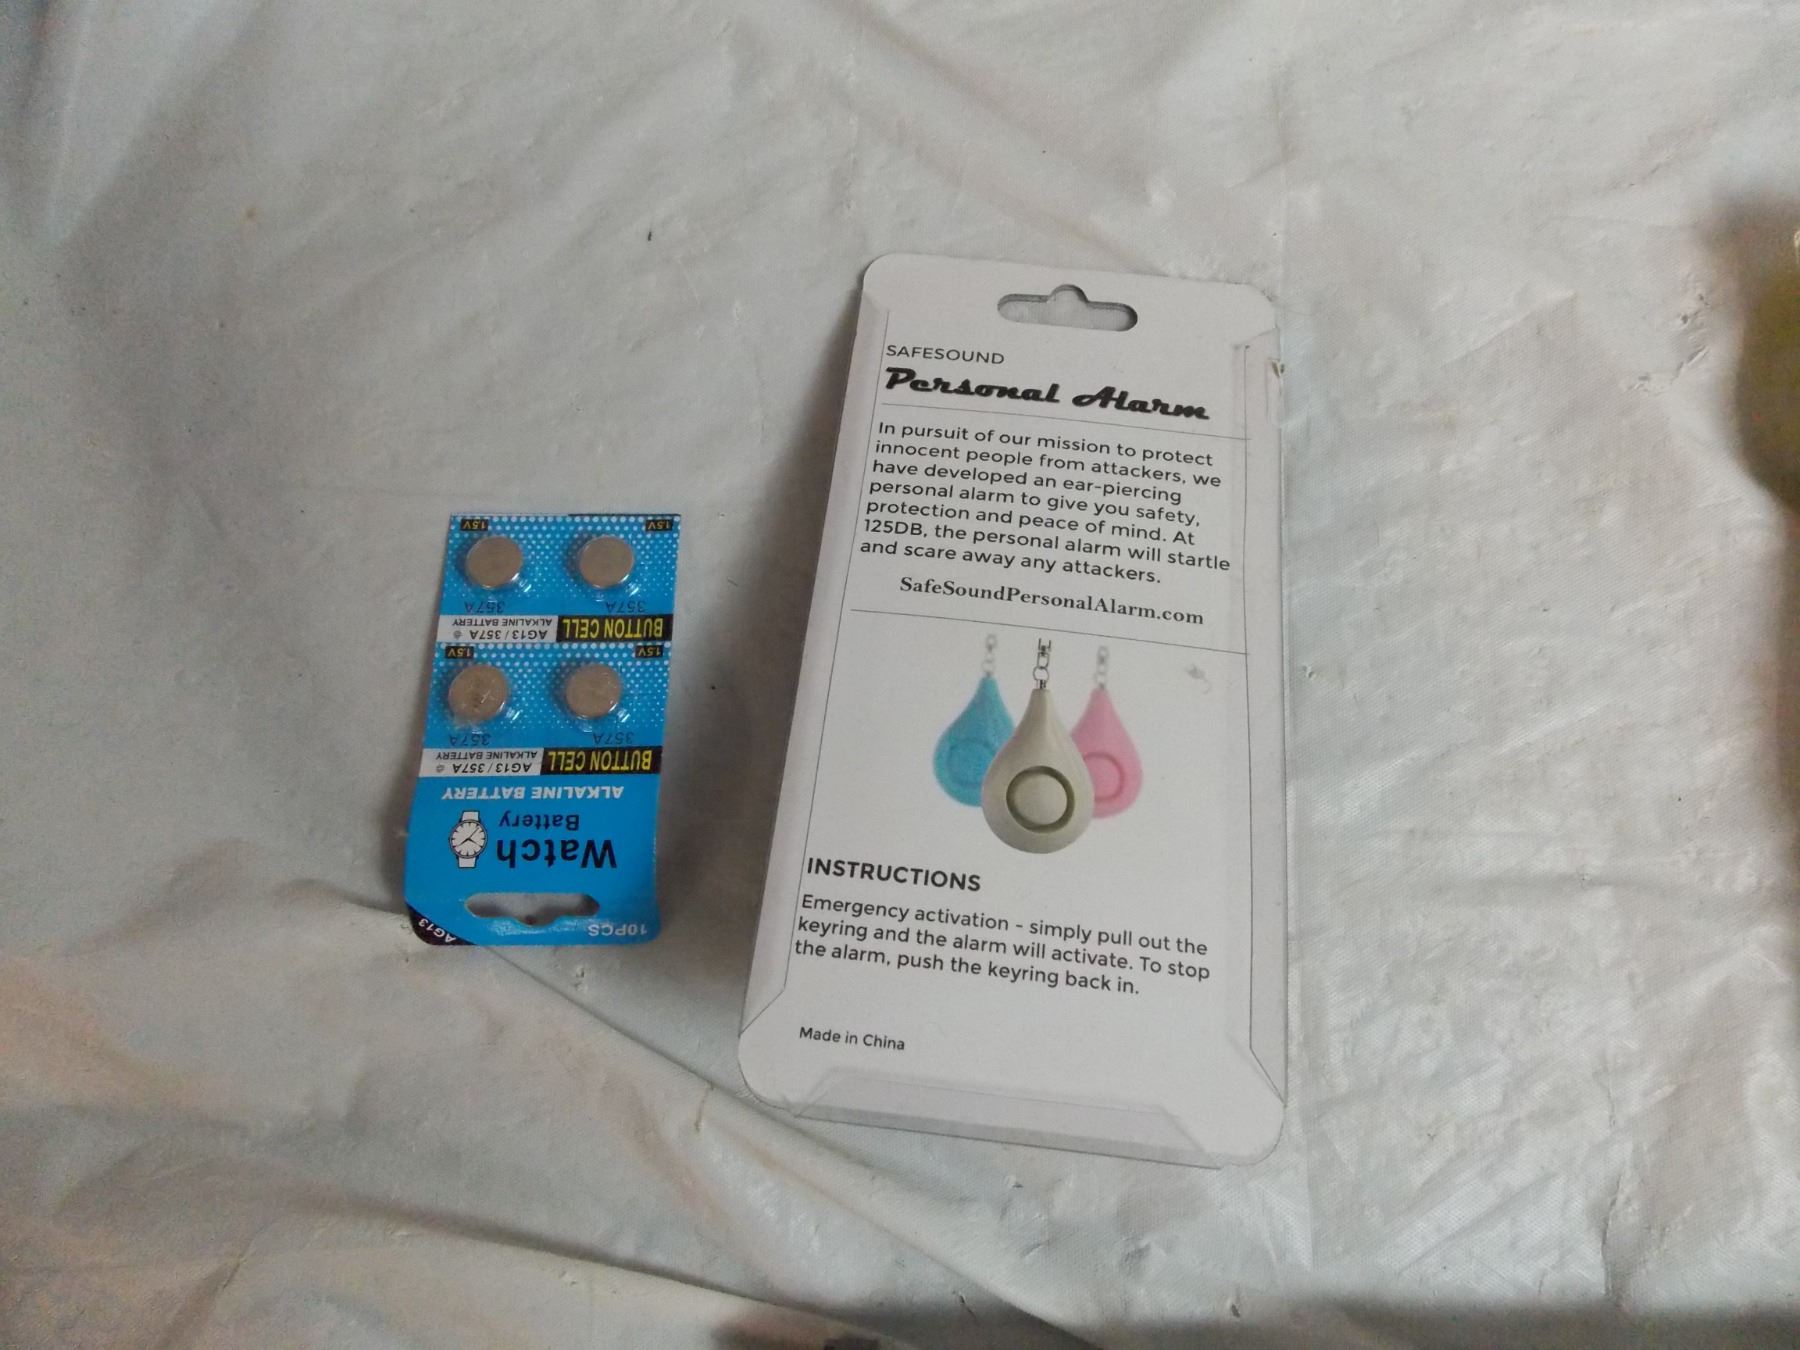 SAFESOUND
Personal Alarm
In pursuit of our mission to protect
innocent people from attackers, we
have developed an ear-piercing
personal alarm to give you safety,
protection and peace of mind. At
125DB, the personal alarm will startle
and scare away any attackers.
SafeSoundPersonalAlarm.com
INSTRUCTIONS
Emergency activation - simply pull out the
keyring and the alarm will activate. To stop
the alarm, push the keyring back in.
Made in China
10PCS
AG13
Watch
Battery
ALKALINE BATTERY
BUTTON CELL AG13 / 357A
ALKALINE BATTERY
357A 357A
1.5V 1.5V
BUTTON CELL AG13 / 357A
ALKALINE BATTERY
357A 357A
1.5V 1.5V